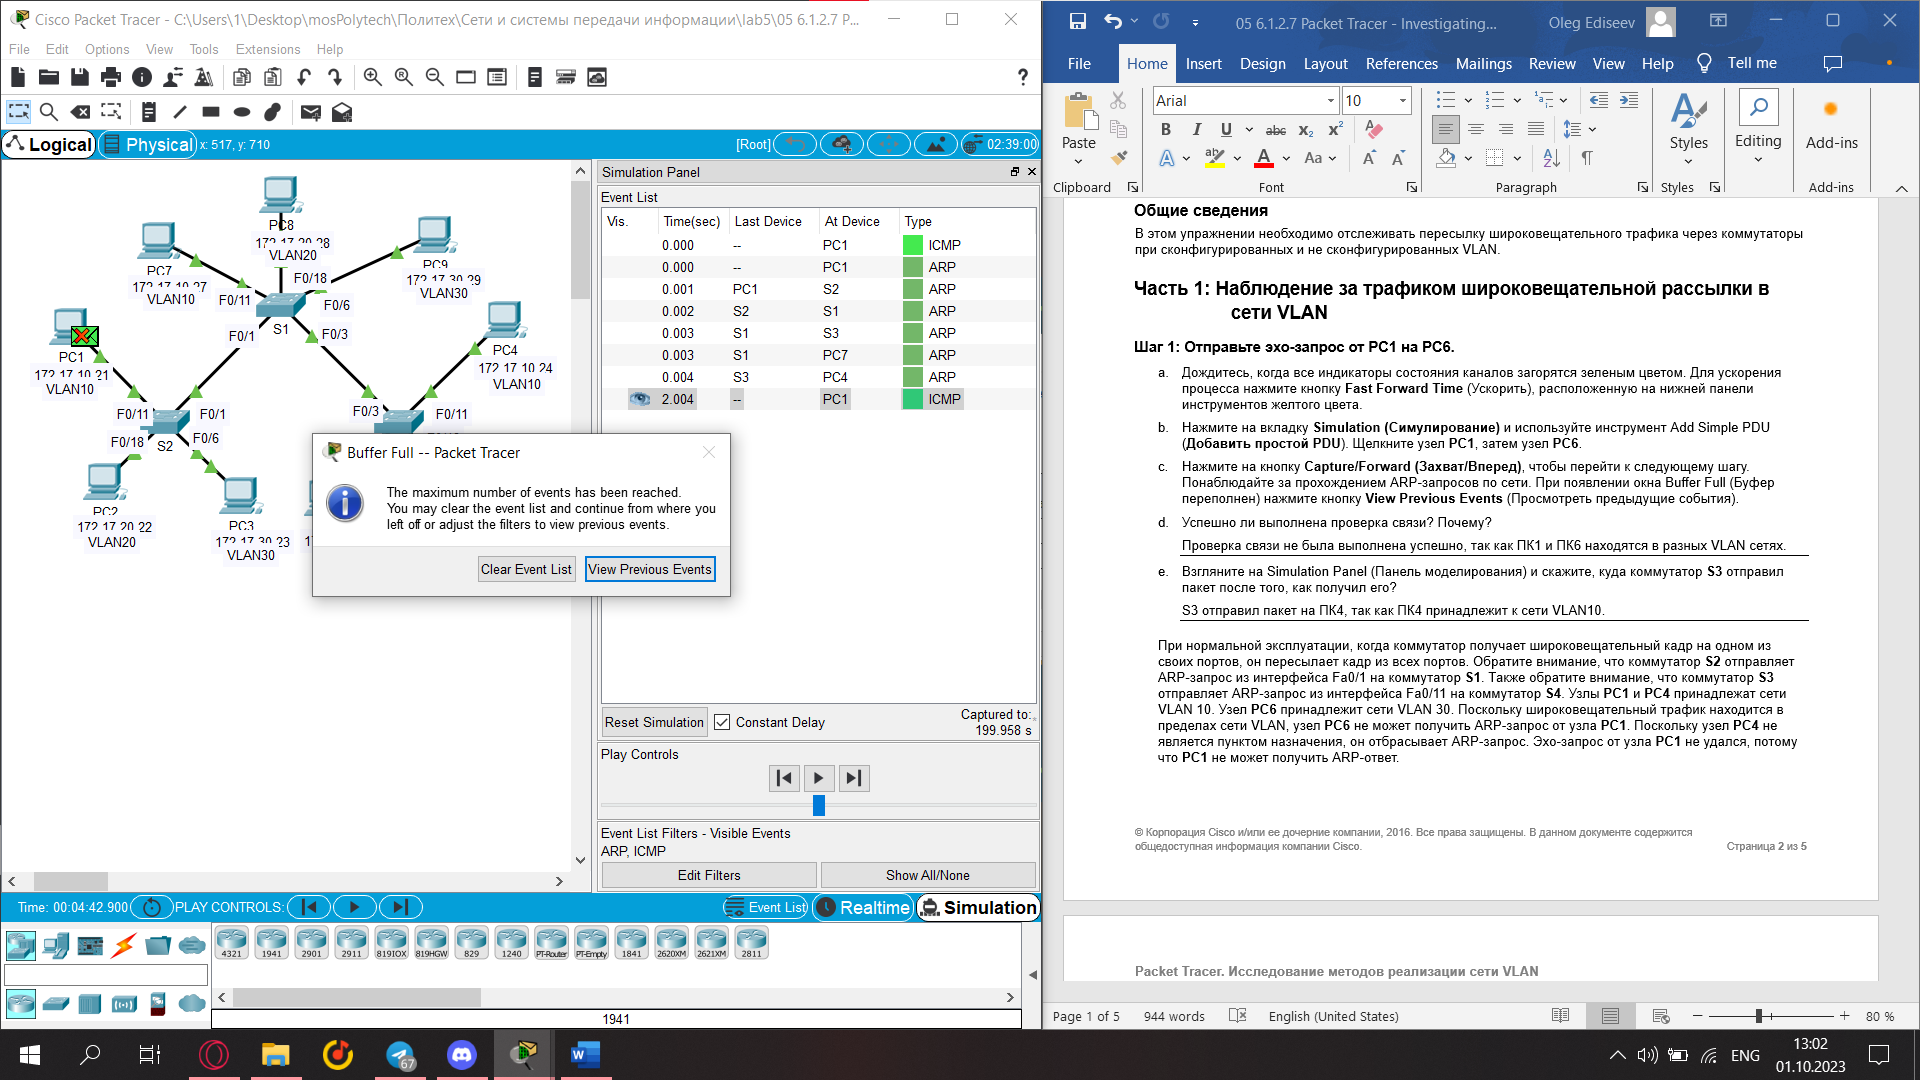 Cisco Packet Tracer - C:\Users\1\Desktop\mosPolytech\Политех\Сети и системы передачи информации\lab5\05 6.1.2.7 P...
File Edit Options View Tools Extensions Help
?
Logical Physical x: 517, y: 710
[Root] 02:39:00
PC8
172.17.20.28
VLAN20
PC7
172.17.10.27
VLAN10
PC9
172.17.30.29
VLAN30
F0/18
F0/11
F0/6
S1
F0/1
F0/3
PC1
172.17.10.21
VLAN10
PC4
172.17.10.24
VLAN10
F0/11
F0/1
F0/3
F0/11
F0/18
S2
F0/6
PC2
172.17.20.22
VLAN20
PC3
172.17.30.23
VLAN30
Simulation Panel
Event List
Vis. Time(sec) Last Device At Device Type
0.000 -- PC1 ICMP
0.000 -- PC1 ARP
0.001 PC1 S2 ARP
0.002 S2 S1 ARP
0.003 S1 S3 ARP
0.003 S1 PC7 ARP
0.004 S3 PC4 ARP
2.004 -- PC1 ICMP
Buffer Full -- Packet Tracer
The maximum number of events has been reached.
You may clear the event list and continue from where you
left off or adjust the filters to view previous events.
Clear Event List View Previous Events
Reset Simulation Constant Delay
Captured to:
199.958 s
Play Controls
Event List Filters - Visible Events
ARP, ICMP
Edit Filters Show All/None
Time: 00:04:42.900 PLAY CONTROLS: Event List Realtime Simulation
4321 1941 2901 2911 819IOX 819HGW 829 1240 PT-Router PT-Empty 1841 2620XM 2621XM 2811
1941
05 6.1.2.7 Packet Tracer - Investigating... Oleg Ediseev
File Home Insert Design Layout References Mailings Review View Help Tell me
Paste
Arial 10
B I U abc x₂ x²
A ab A Aa A A
Styles Editing Add-ins
Clipboard Font Paragraph Styles Add-ins
Общие сведения
В этом упражнении необходимо отслеживать пересылку широковещательного трафика через коммутаторы
при сконфигурированных и не сконфигурированных VLAN.
Часть 1: Наблюдение за трафиком широковещательной рассылки в
сети VLAN
Шаг 1: Отправьте эхо-запрос от PC1 на PC6.
a. Дождитесь, когда все индикаторы состояния каналов загорятся зеленым цветом. Для ускорения
процесса нажмите кнопку Fast Forward Time (Ускорить), расположенную на нижней панели
инструментов желтого цвета.
b. Нажмите на вкладку Simulation (Симулирование) и используйте инструмент Add Simple PDU
(Добавить простой PDU). Щелкните узел PC1, затем узел PC6.
c. Нажмите на кнопку Capture/Forward (Захват/Вперед), чтобы перейти к следующему шагу.
Понаблюдайте за прохождением ARP-запросов по сети. При появлении окна Buffer Full (Буфер
переполнен) нажмите кнопку View Previous Events (Просмотреть предыдущие события).
d. Успешно ли выполнена проверка связи? Почему?
Проверка связи не была выполнена успешно, так как ПК1 и ПК6 находятся в разных VLAN сетях.
e. Взгляните на Simulation Panel (Панель моделирования) и скажите, куда коммутатор S3 отправил
пакет после того, как получил его?
S3 отправил пакет на ПК4, так как ПК4 принадлежит к сети VLAN10.
При нормальной эксплуатации, когда коммутатор получает широковещательный кадр на одном из
своих портов, он пересылает кадр из всех портов. Обратите внимание, что коммутатор S2 отправляет
ARP-запрос из интерфейса Fa0/1 на коммутатор S1. Также обратите внимание, что коммутатор S3
отправляет ARP-запрос из интерфейса Fa0/11 на коммутатор S4. Узлы PC1 и PC4 принадлежат сети
VLAN 10. Узел PC6 принадлежит сети VLAN 30. Поскольку широковещательный трафик находится в
пределах сети VLAN, узел PC6 не может получить ARP-запрос от узла PC1. Поскольку узел PC4 не
является пунктом назначения, он отбрасывает ARP-запрос. Эхо-запрос от узла PC1 не удался, потому
что PC1 не может получить ARP-ответ.
© Корпорация Cisco и/или ее дочерние компании, 2016. Все права защищены. В данном документе содержится
общедоступная информация компании Cisco. Страница 2 из 5
Packet Tracer. Исследование методов реализации сети VLAN
Page 1 of 5 944 words English (United States) 80 %
67
ENG
13:02
01.10.2023